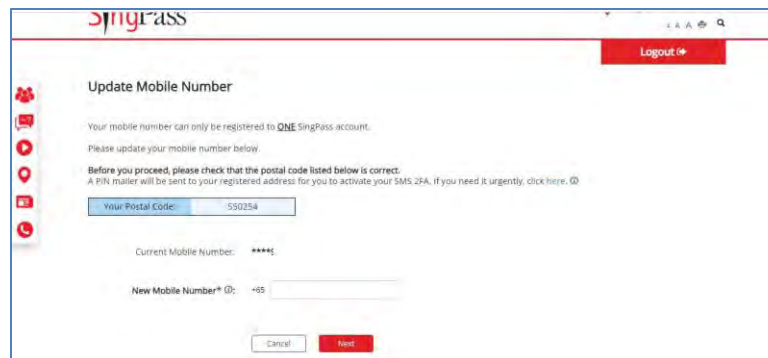 SingPass
A A A
Logout
Update Mobile Number
Your mobile number can only be registered to ONE SingPass account.
Please update your mobile number below.
Before you proceed, please check that the postal code listed below is correct.
A PIN mailer will be sent to your registered address for you to activate your SMS 2FA. If you need it urgently, click here.
Your Postal Code: 550254
Current Mobile Number: ****
New Mobile Number* : +65
Cancel Next